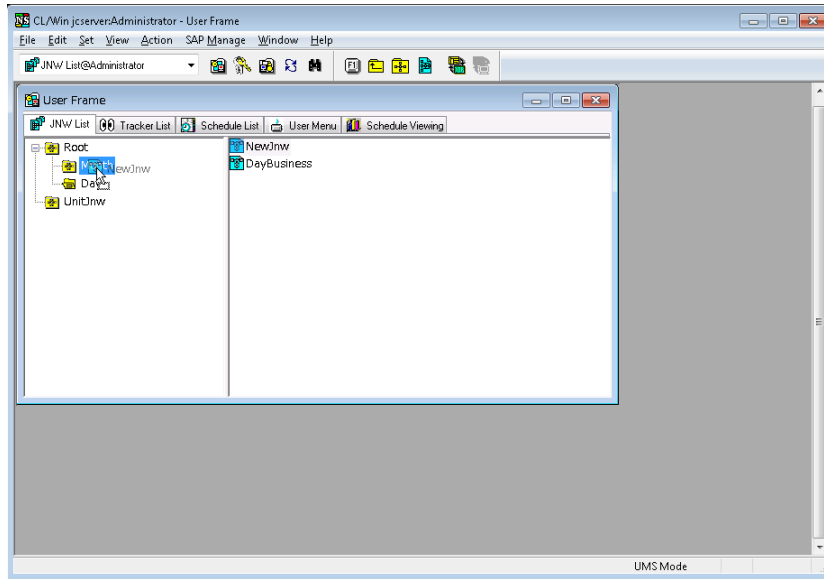 CL/Win jcserver:Administrator - User Frame
File Edit Set View Action SAP Manage Window Help
JNW List@Administrator
User Frame
JNW List Tracker List Schedule List User Menu Schedule Viewing
Root
NewJnw
DayBusiness
UnitJnw
UMS Mode